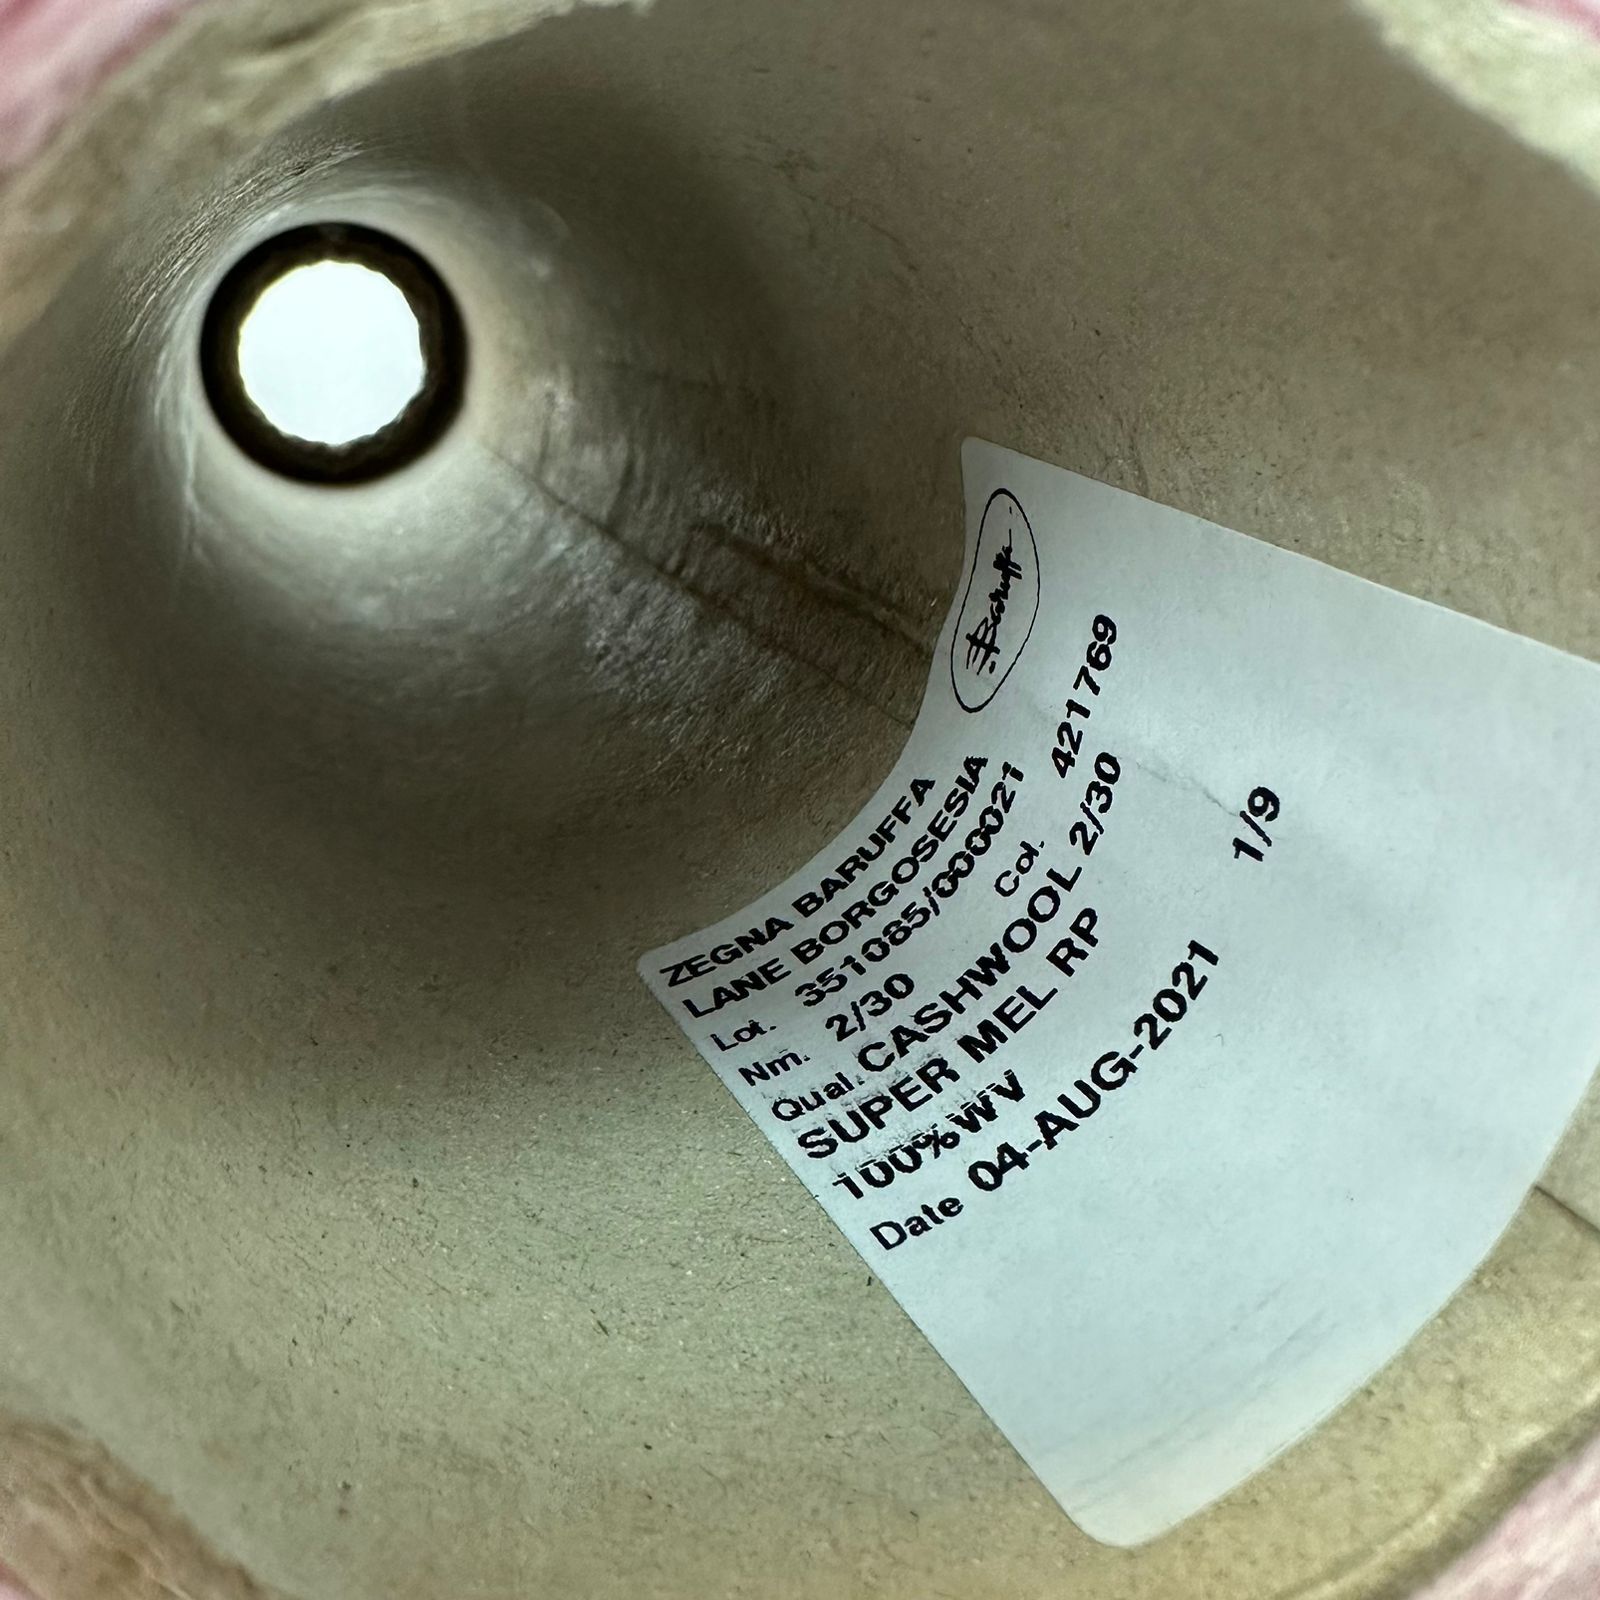 Baruffa
ZEGNA BARUFFA
LANE BORGOSESIA
Lot. 351085/000021
Nm. 2/30 Col. 421769
Qual. CASHWOOL 2/30
SUPER MEL RP
100%WV 1/9
Date 04-AUG-2021